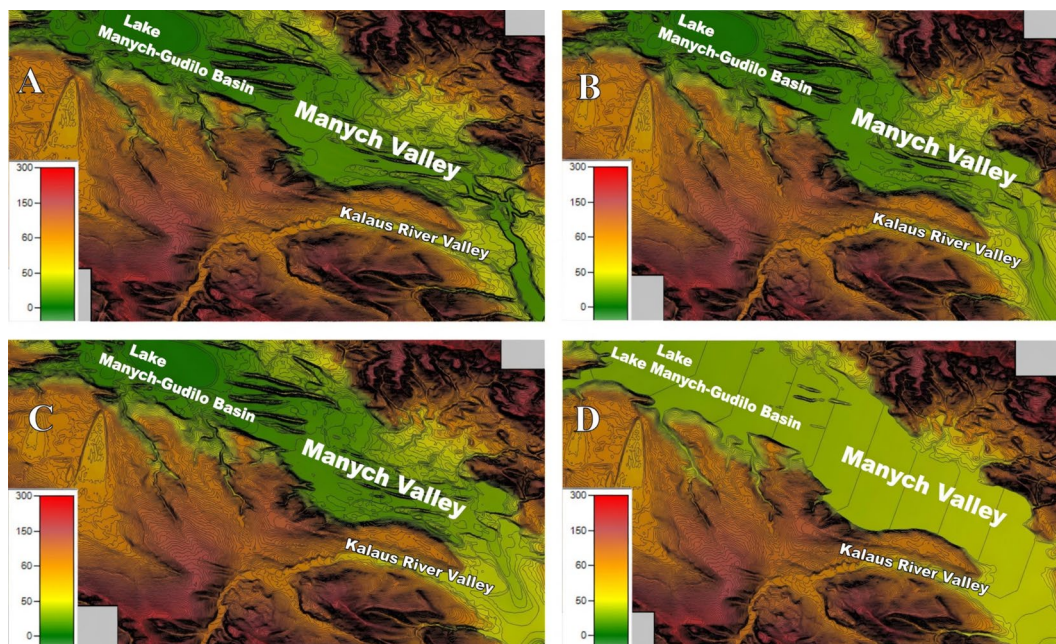 A
Lake
Manych-Gudilo Basin
Manych Valley
Kalaus River Valley
300
150
60
50
0
B
Lake
Manych-Gudilo Basin
Manych Valley
Kalaus River Valley
300
150
60
50
0
C
Lake
Manych-Gudilo Basin
Manych Valley
Kalaus River Valley
300
150
60
50
0
D
Lake
Lake Manych-Gudilo Basin
Manych Valley
Kalaus River Valley
300
150
60
50
0